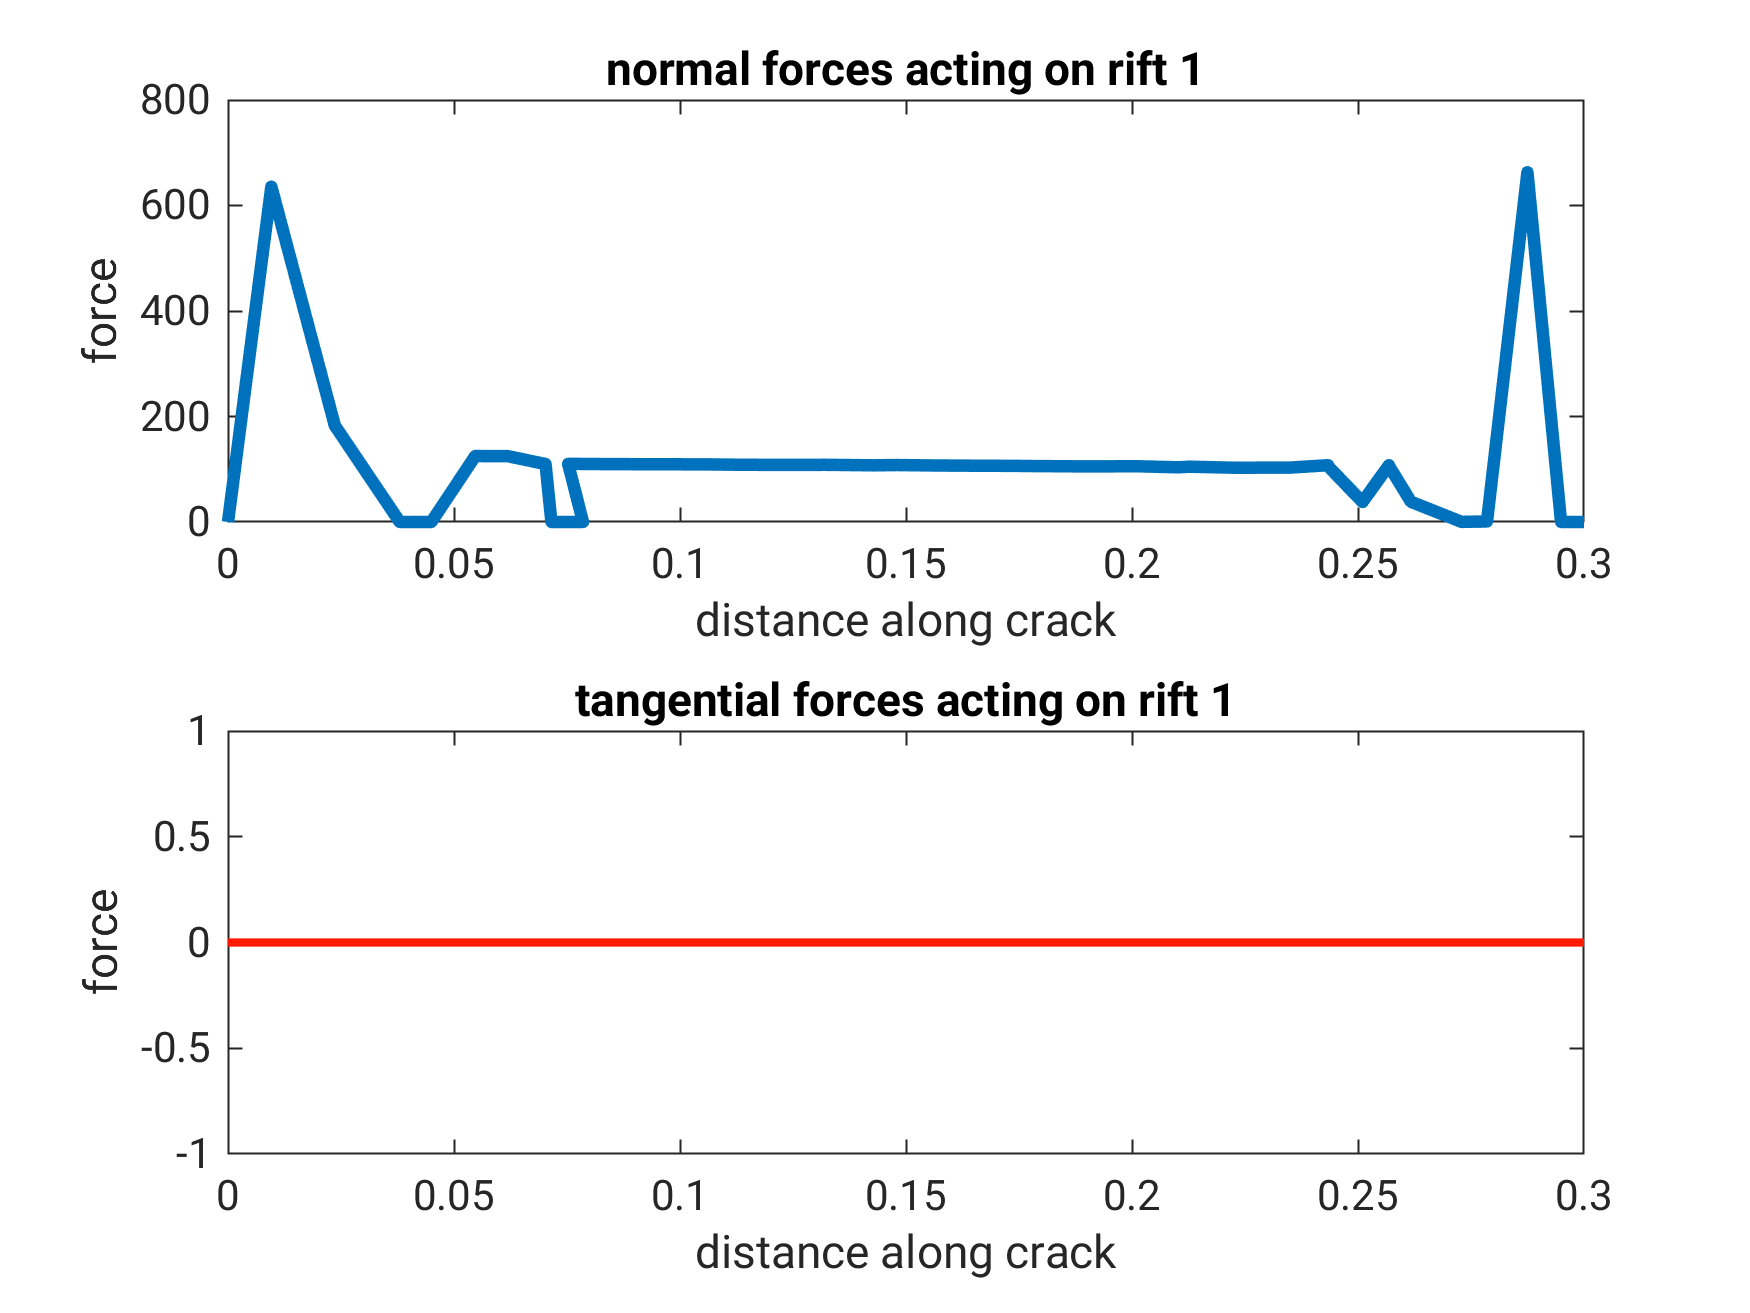 normal forces acting on rift 1
800
600
400
200
0
force
0 0.05 0.1 0.15 0.2 0.25 0.3
distance along crack
tangential forces acting on rift 1
1
0.5
0
-0.5
-1
force
0 0.05 0.1 0.15 0.2 0.25 0.3
distance along crack